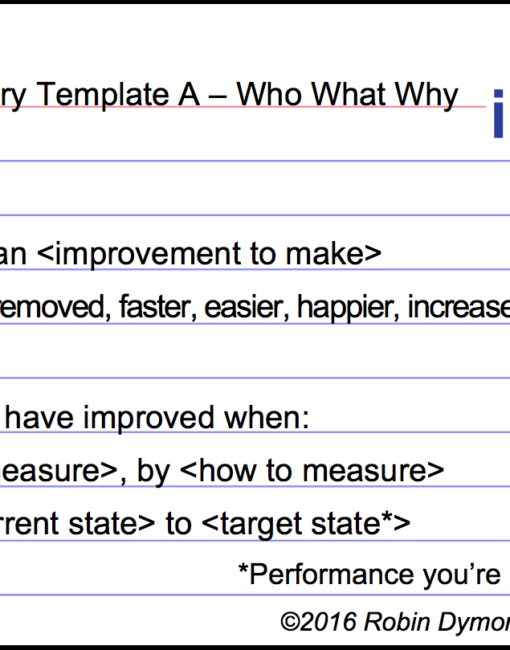 ry Template A – Who What Why
i
an <improvement to make>
removed, faster, easier, happier, increase
have improved when:
easure>, by <how to measure>
rrent state> to <target state*>
*Performance you're
©2016 Robin Dymon